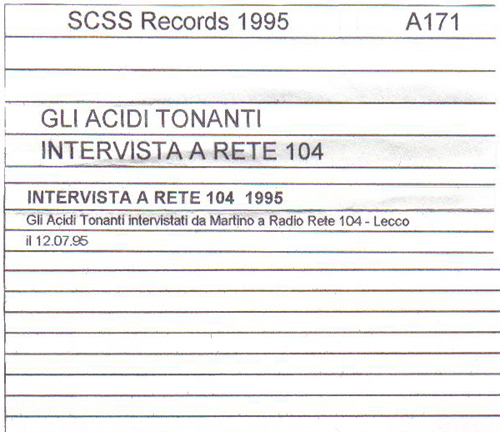 SCSS Records 1995 A171
GLI ACIDI TONANTI
INTERVISTA A RETE 104
INTERVISTA A RETE 104 1995
Gli Acidi Tonanti intervistati da Martino a Radio Rete 104 - Lecco
il 12.07.95